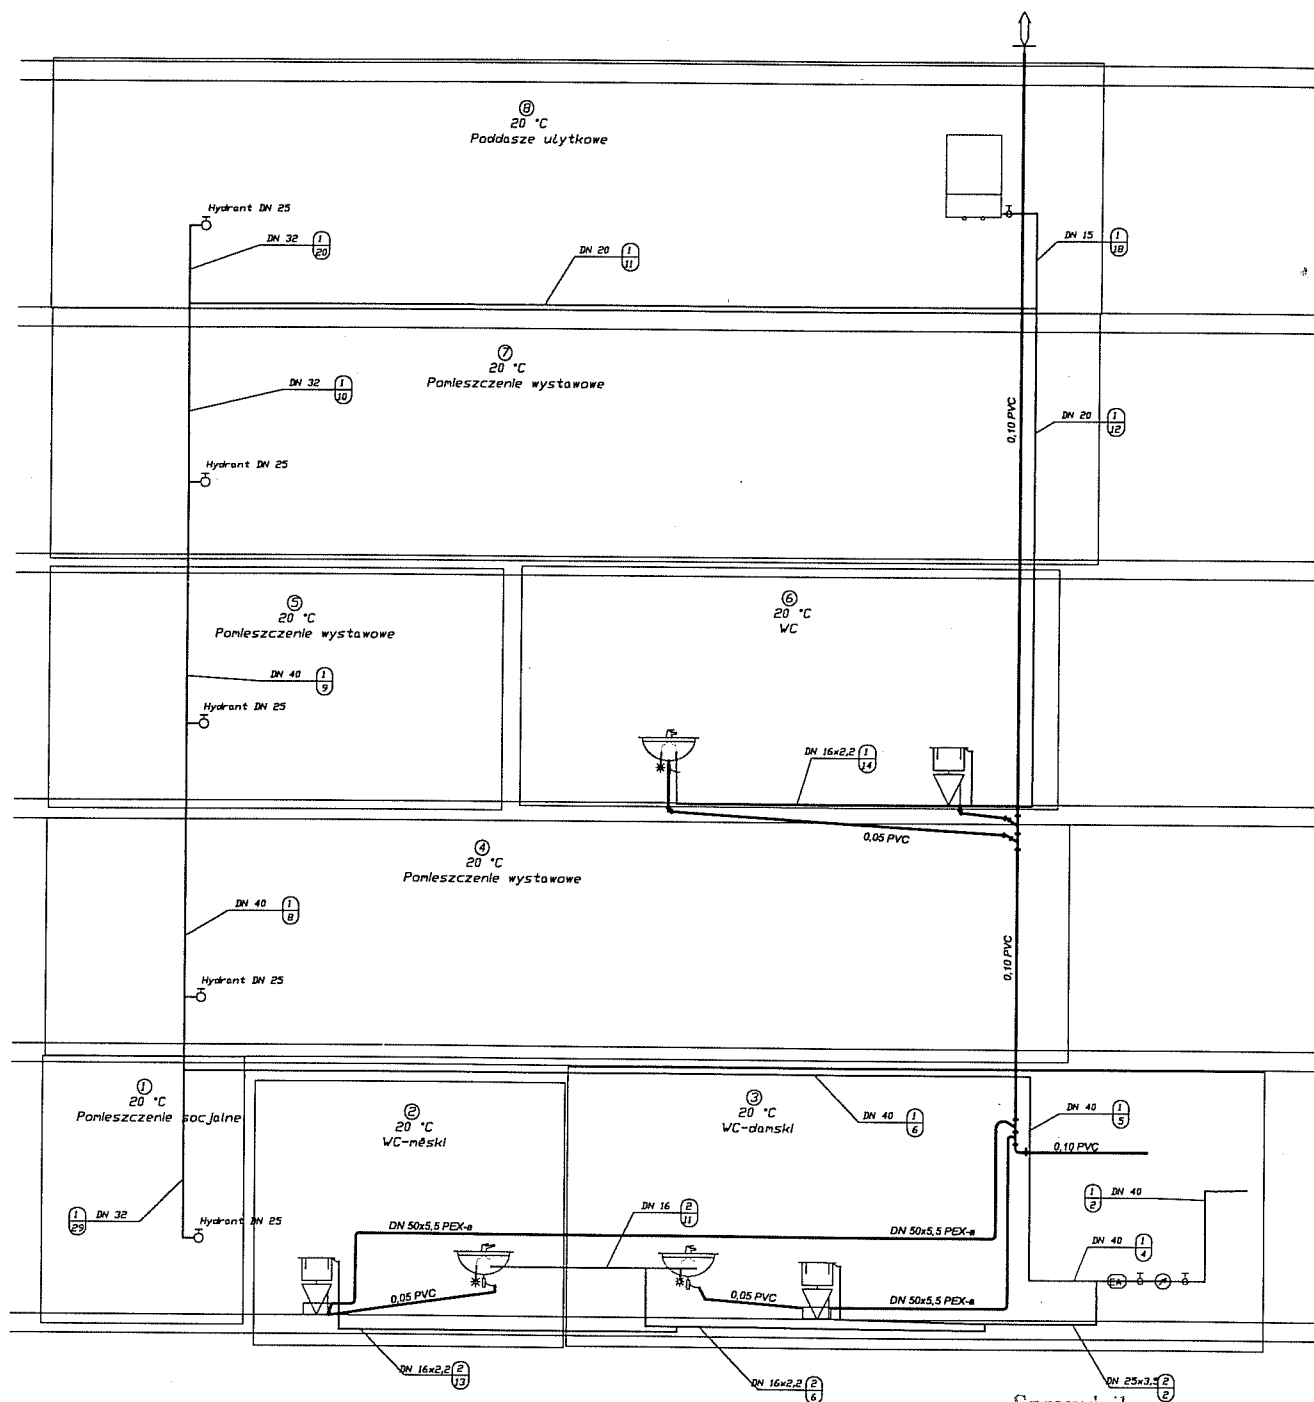 8
20 °C
Poddasze ulytkowe
Hydrant DN 25
DN 32 1 20
DN 20 1 11
DN 15 1 18
7
20 °C
Pomieszczenie wystawowe
DN 32 1 10
0,10 PVC
DN 20 1 12
Hydrant DN 25
5
20 °C
Pomieszczenie wystawowe
6
20 °C
WC
DN 40 1 9
Hydrant DN 25
DN 16x2,2 1 14
0,05 PVC
4
20 °C
Pomieszczenie wystawowe
DN 40 1 8
0,10 PVC
Hydrant DN 25
1
20 °C
Pomieszczenie socjalne
2
20 °C
WC-męski
3
20 °C
WC-damski
DN 40 1 6
DN 40 1 5
0,10 PVC
1 2 DN 40
1 29 DN 32
Hydrant DN 25
DN 16 2 11
DN 50x5,5 PEX-a
DN 50x5,5 PEX-a
DN 40 1 4
0,05 PVC
0,05 PVC
DN 50x5,5 PEX-a
DN 16x2,2 2 13
DN 16x2,2 2 6
DN 25x3,5 2 2